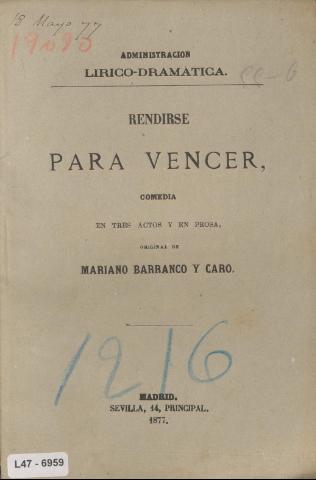 18 Mayo 77
19090
ADMINISTRACION
LIRICO-DRAMATICA.
RENDIRSE
PARA VENCER,
COMEDIA
EN TRES ACTOS Y EN PROSA,
ORIGINAL DE
MARIANO BARRANCO Y CARO.
1216
MADRID.
SEVILLA, 14, PRINCIPAL.
1877.
L47 - 6959